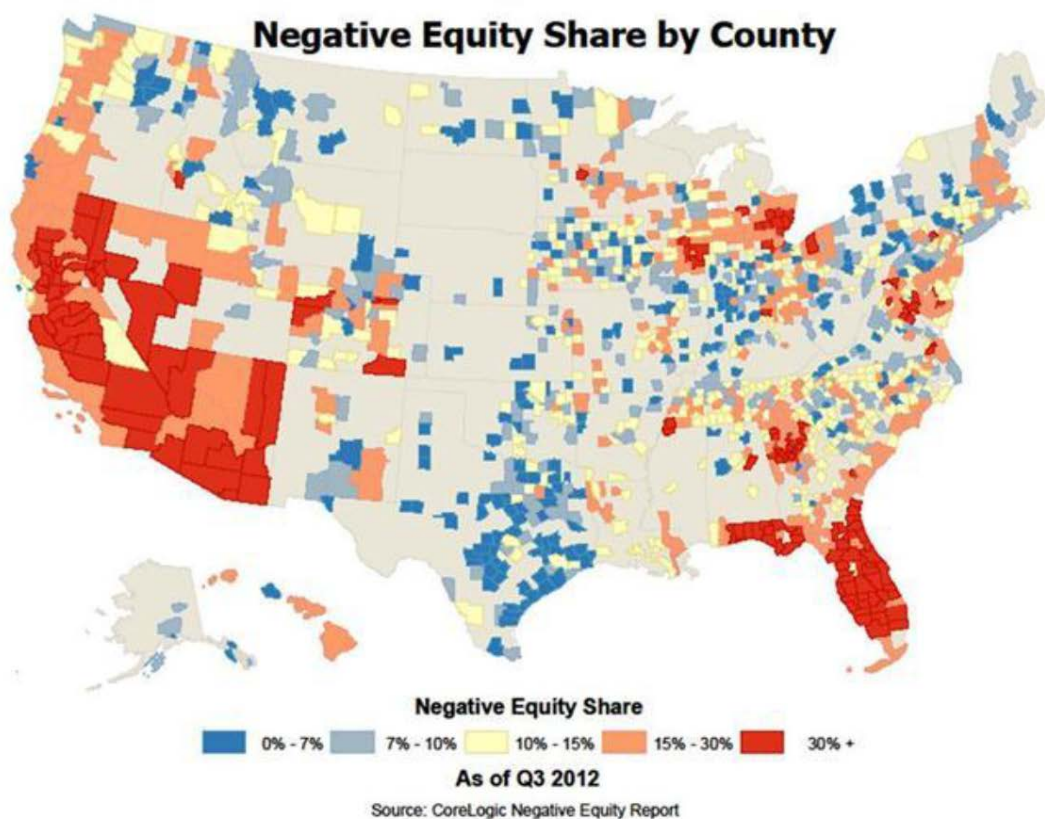 Negative Equity Share by County
Negative Equity Share
0% - 7% 7% - 10% 10% - 15% 15% - 30% 30% +
As of Q3 2012
Source: CoreLogic Negative Equity Report